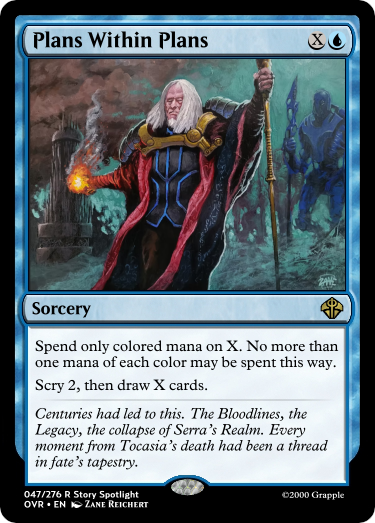 Plans Within Plans X
Sorcery
Spend only colored mana on X. No more than
one mana of each color may be spent this way.
Scry 2, then draw X cards.
Centuries had led to this. The Bloodlines, the
Legacy, the collapse of Serra's Realm. Every
moment from Tocasia's death had been a thread
in fate's tapestry.
047/276 R Story Spotlight
OVR • EN Zane Reichert ©2000 Grapple